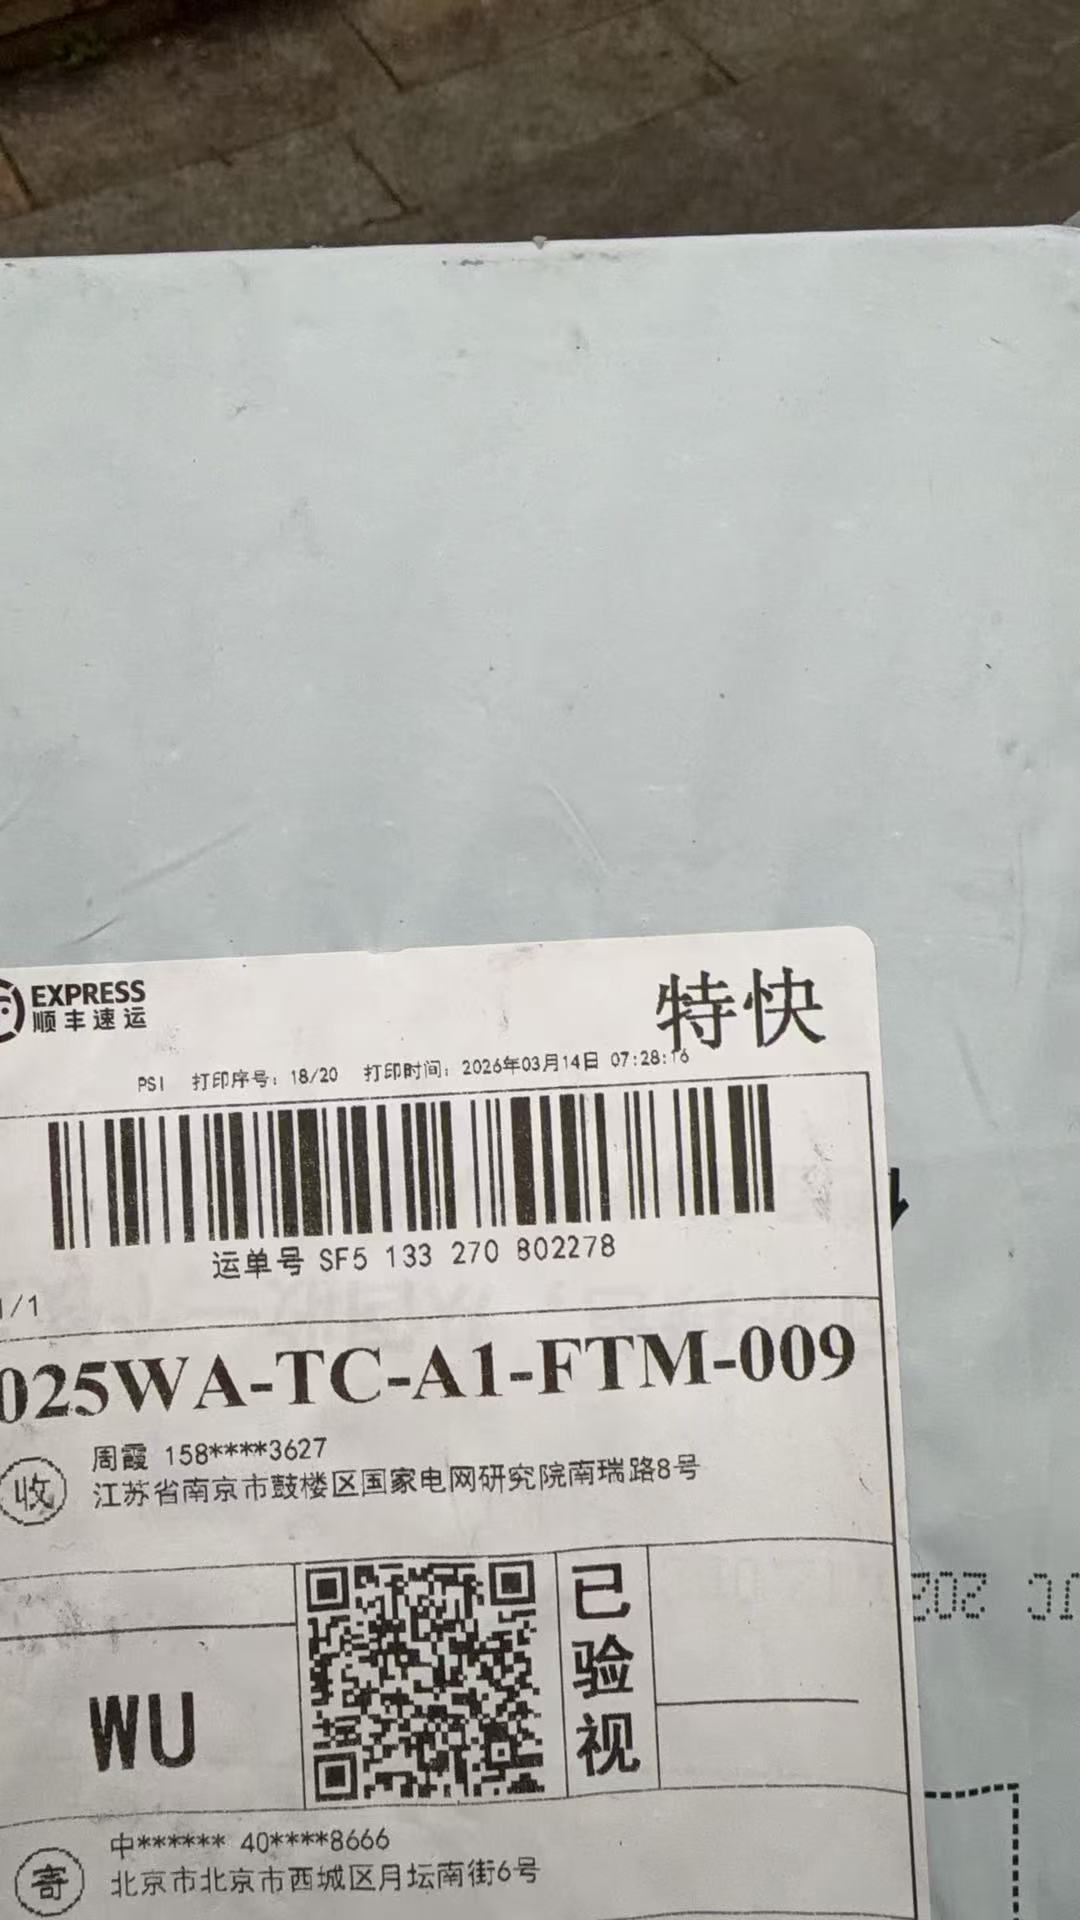 EXPRESS
顺丰速运
特快
PSI 打印序号：18/20 打印时间：2026年03月14日 07:28:16
运单号 SF5 133 270 802278
1/1
025WA-TC-A1-FTM-009
收
周霞 158****3627
江苏省南京市鼓楼区国家电网研究院南瑞路8号
WU
已验视
寄
中****** 40****8666
北京市北京市西城区月坛南街6号